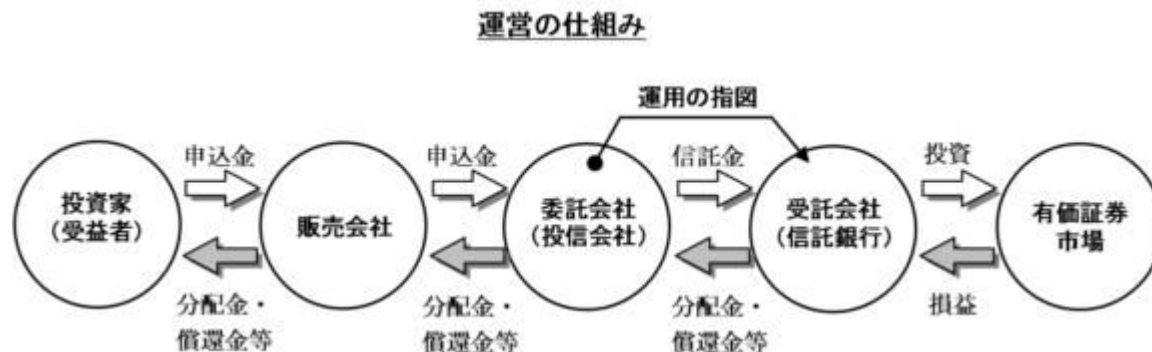 運営の仕組み
運用の指図
申込金
申込金
信託金
投資
投資家
(受益者)
販売会社
委託会社
(投信会社)
受託会社
(信託銀行)
有価証券
市場
分配金・
償還金等
分配金・
償還金等
分配金・
償還金等
損益